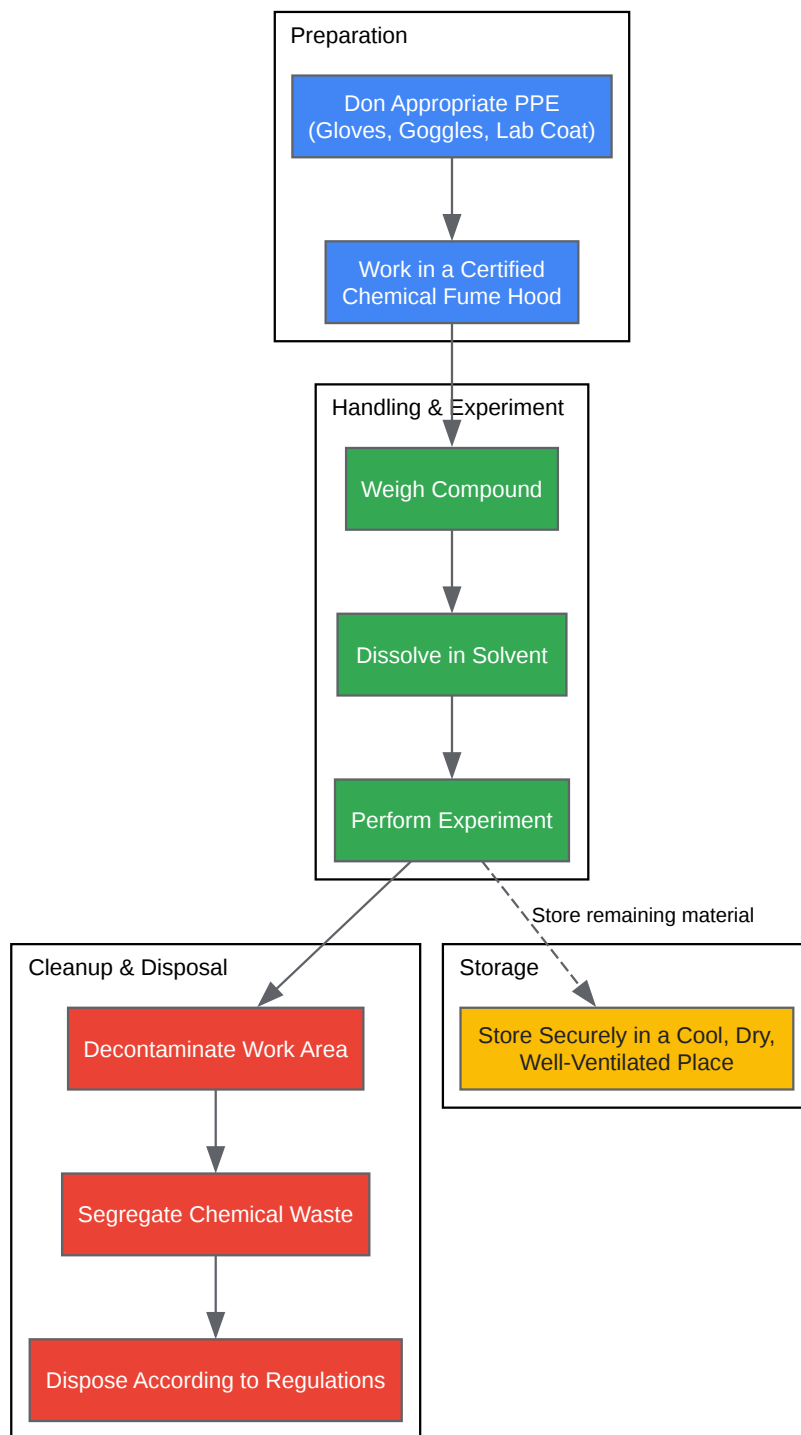 Preparation
Don Appropriate PPE
(Gloves, Goggles, Lab Coat)
Work in a Certified
Chemical Fume Hood
Handling & Experiment
Weigh Compound
Dissolve in Solvent
Perform Experiment
Store remaining material
Cleanup & Disposal
Decontaminate Work Area
Segregate Chemical Waste
Dispose According to Regulations
Storage
Store Securely in a Cool, Dry,
Well-Ventilated Place